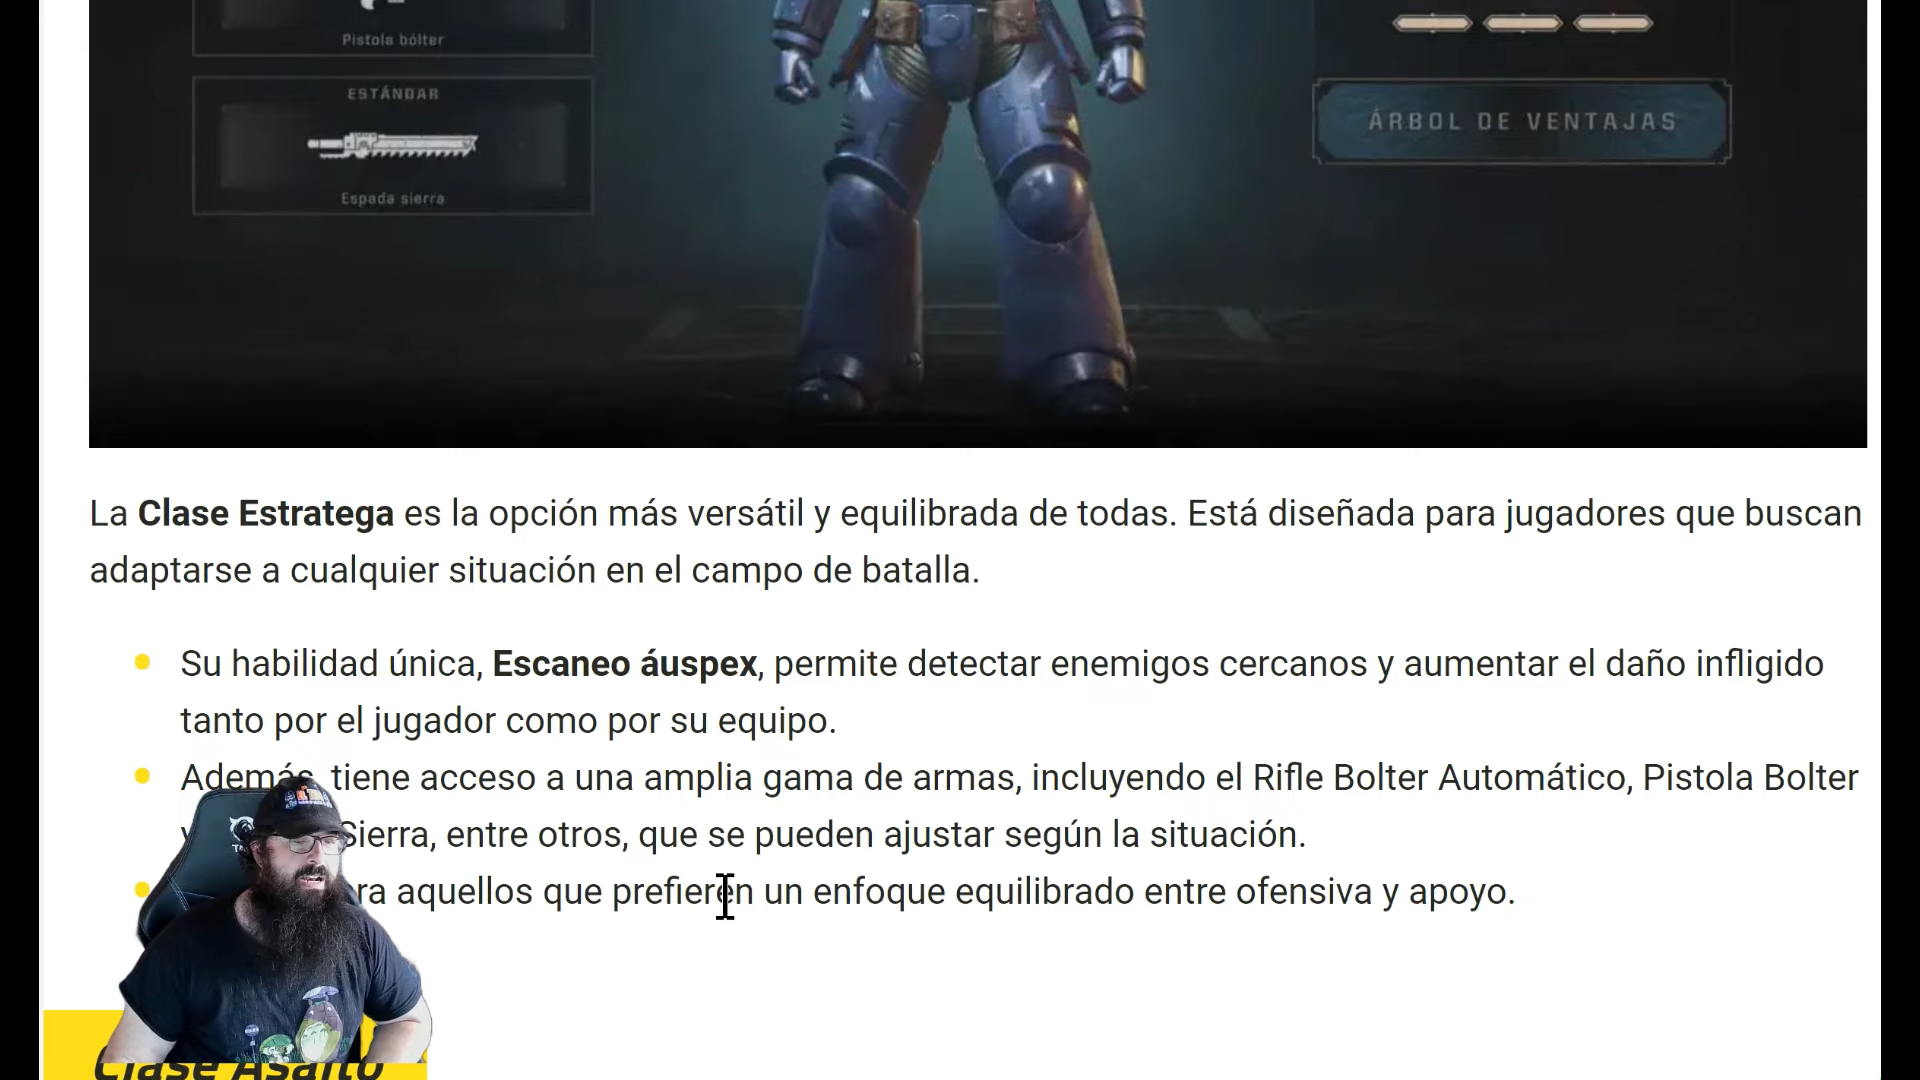 Pistola bólter
ESTÁNDAR
Espada sierra
ÁRBOL DE VENTAJAS
La Clase Estratega es la opción más versátil y equilibrada de todas. Está diseñada para jugadores que buscan
adaptarse a cualquier situación en el campo de batalla.
Su habilidad única, Escaneo áuspex, permite detectar enemigos cercanos y aumentar el daño infligido
tanto por el jugador como por su equipo.
Además, tiene acceso a una amplia gama de armas, incluyendo el Rifle Bolter Automático, Pistola Bolter
Sierra, entre otros, que se pueden ajustar según la situación.
aquellos que prefieren un enfoque equilibrado entre ofensiva y apoyo.
Clase Asalto